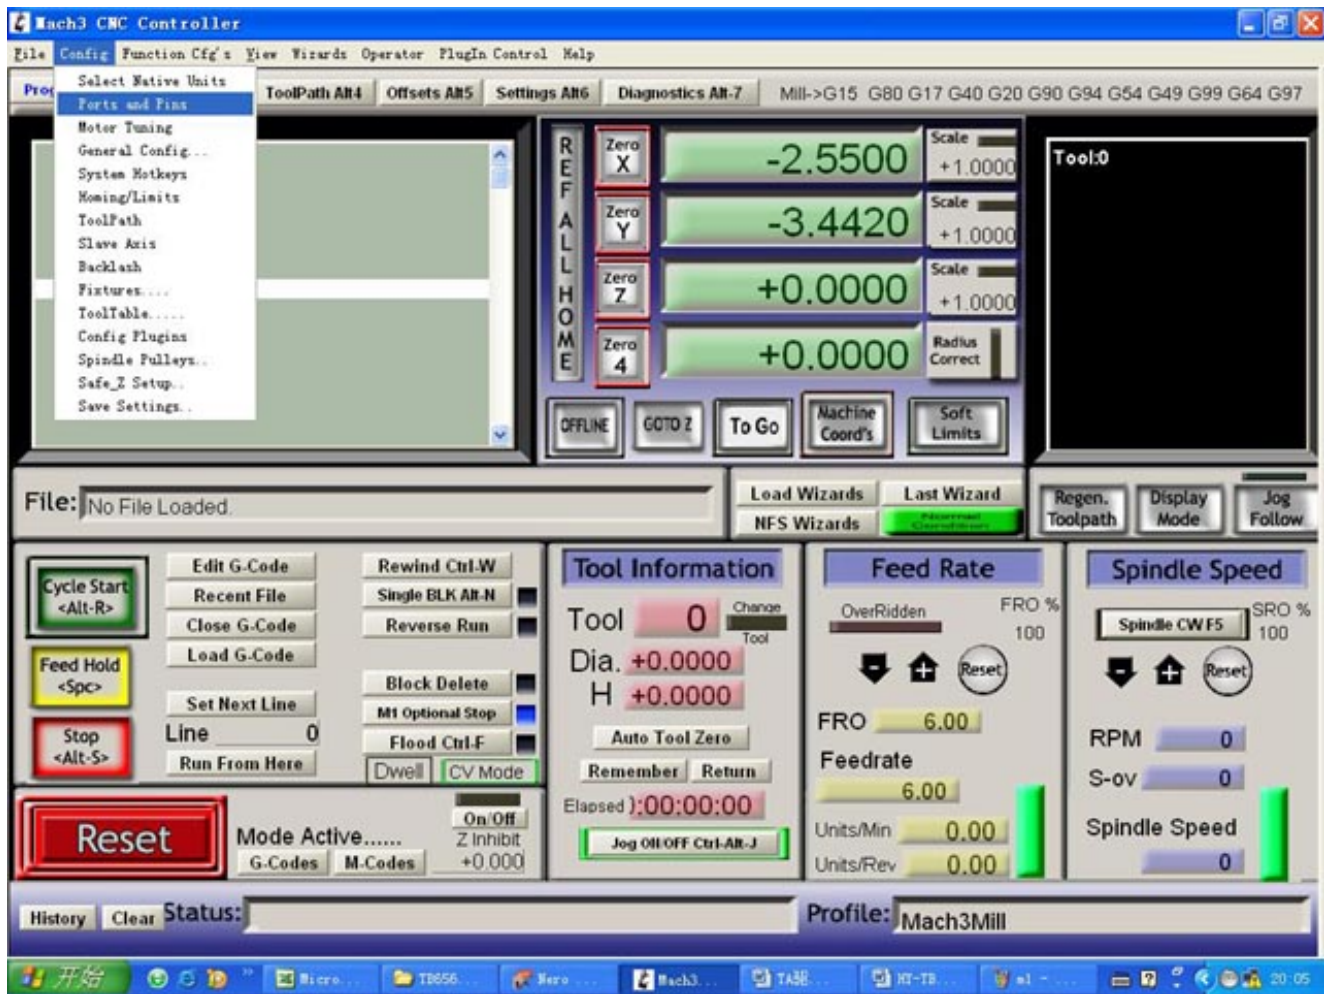 Mach3 CNC Controller
File Config Function Cfg's View Wizards Operator PlugIn Control Help
Select Native Units
Ports and Pins
Motor Tuning
General Config...
System Hotkeys
Homing/Limits
ToolPath
Slave Axis
Backlash
Fixtures....
ToolTable.....
Config Plugins
Spindle Pulleys..
Safe_Z Setup..
Save Settings..
ToolPath Alt4 Offsets Alt5 Settings Alt6 Diagnostics Alt-7 Mill->G15 G80 G17 G40 G20 G90 G94 G54 G49 G99 G64 G97
REF ALL HOME
Zero X -2.5500 Scale +1.0000
Zero Y -3.4420 Scale +1.0000
Zero Z +0.0000 Scale +1.0000
Zero 4 +0.0000 Radius Correct
OFFLINE GOTO Z To Go Machine Coord's Soft Limits
Tool:0
File: No File Loaded.
Load Wizards Last Wizard
NFS Wizards Normal Condition
Regen. Toolpath Display Mode Jog Follow
Cycle Start <Alt-R>
Feed Hold <Spc>
Stop <Alt-S>
Edit G-Code
Recent File
Close G-Code
Load G-Code
Set Next Line
Line 0
Run From Here
Rewind Ctrl-W
Single BLK Alt-N
Reverse Run
Block Delete
M1 Optional Stop
Flood Ctrl-F
Dwell CV Mode
Reset
Mode Active......
G-Codes M-Codes
On/Off
Z Inhibit
+0.000
Tool Information
Tool 0 Change Tool
Dia. +0.0000
H +0.0000
Auto Tool Zero
Remember Return
Elapsed ):00:00:00
Jog ON/OFF Ctrl-Alt-J
Feed Rate
OverRidden FRO % 100
Reset
FRO 6.00
Feedrate
6.00
Units/Min 0.00
Units/Rev 0.00
Spindle Speed
Spindle CW F5 SRO % 100
Reset
RPM 0
S-ov 0
Spindle Speed
0
History Clear Status: Profile: Mach3Mill
开始 Micro... TB656... Nero ... Mach3... 20:05